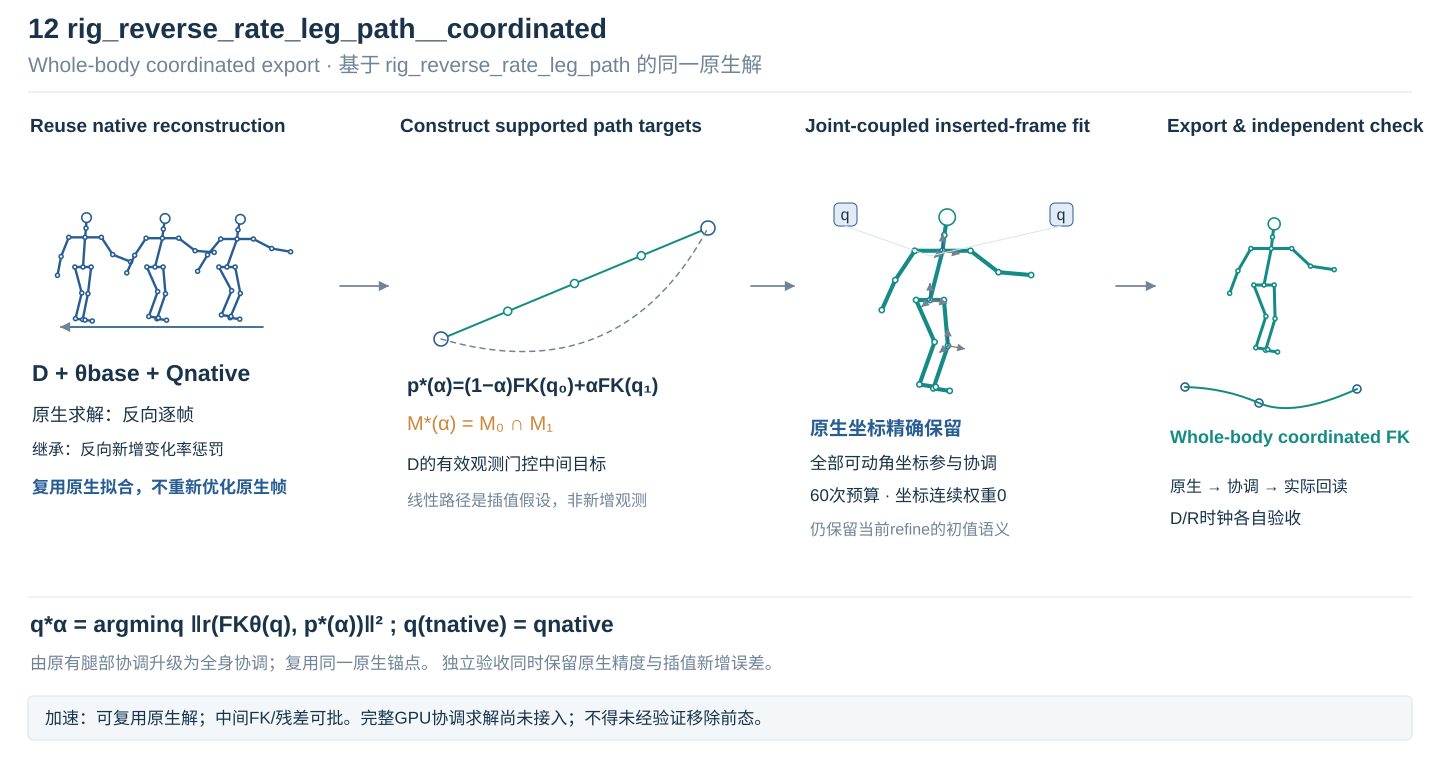 12 rig_reverse_rate_leg_path__coordinated
Whole-body coordinated export · 基于 rig_reverse_rate_leg_path 的同一原生解
Reuse native reconstruction
D + θbase + Qnative
原生求解：反向逐帧
继承：反向新增变化率惩罚
复用原生拟合，不重新优化原生帧
Construct supported path targets
p*(α)=(1−α)FK(q₀)+αFK(q₁)
M*(α) = M₀ ∩ M₁
D的有效观测门控中间目标
线性路径是插值假设，非新增观测
Joint-coupled inserted-frame fit
q
q
原生坐标精确保留
全部可动角坐标参与协调
60次预算 · 坐标连续权重0
仍保留当前refine的初值语义
Export & independent check
Whole-body coordinated FK
原生 → 协调 → 实际回读
D/R时钟各自验收
q*α = argminq ‖r(FKθ(q), p*(α))‖² ; q(tnative) = qnative
由原有腿部协调升级为全身协调；复用同一原生锚点。 独立验收同时保留原生精度与插值新增误差。
加速：可复用原生解；中间FK/残差可批。完整GPU协调求解尚未接入；不得未经验证移除前态。